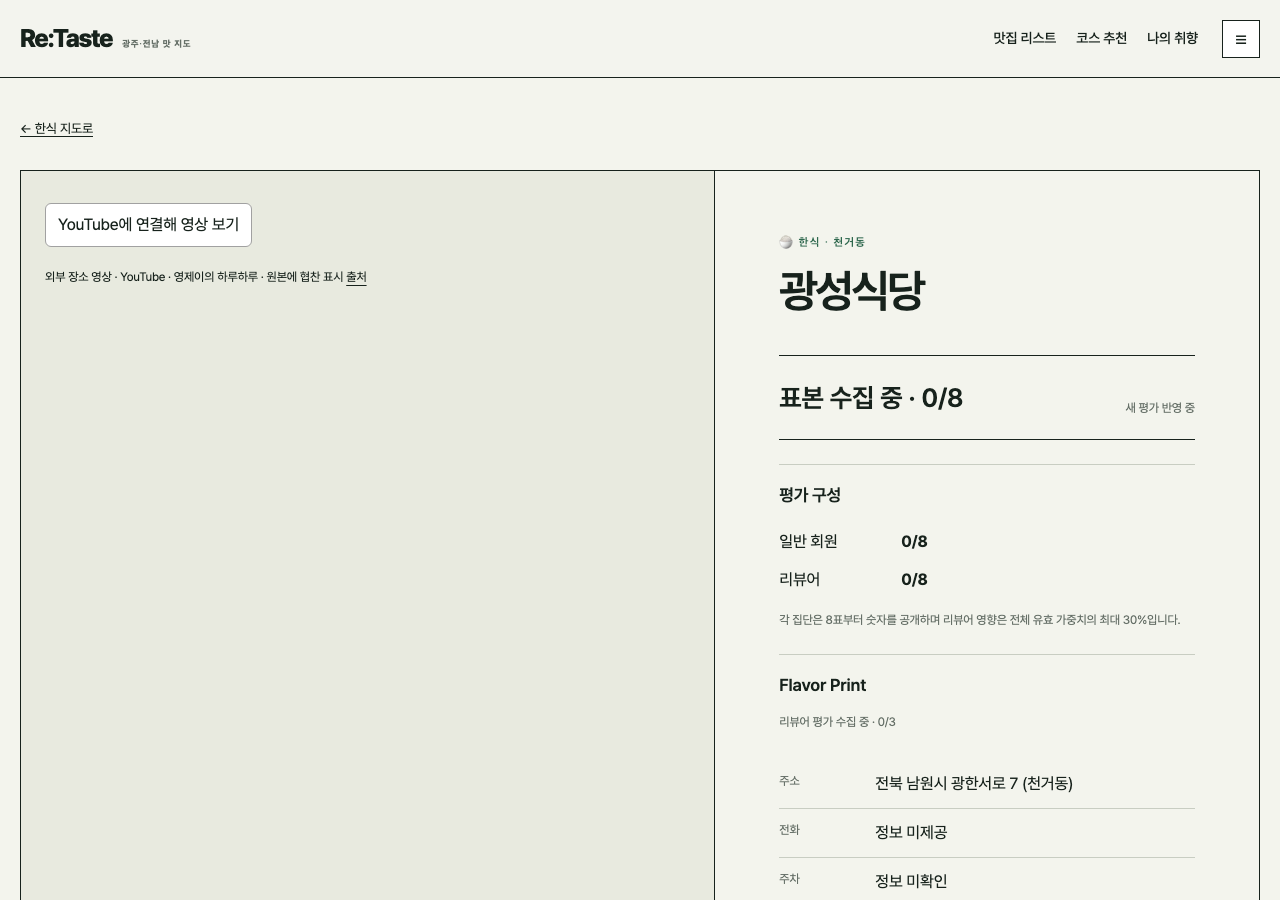 Re:Taste 광주·전남 맛 지도
맛집 리스트 코스 추천 나의 취향 ≡
← 한식 지도로
YouTube에 연결해 영상 보기
외부 장소 영상 · YouTube · 영제이의 하루하루 · 원본에 협찬 표시 출처
한식 · 천거동
광성식당
표본 수집 중 · 0/8
새 평가 반영 중
평가 구성
일반 회원 0/8
리뷰어 0/8
각 집단은 8표부터 숫자를 공개하며 리뷰어 영향은 전체 유효 가중치의 최대 30%입니다.
Flavor Print
리뷰어 평가 수집 중 · 0/3
주소 전북 남원시 광한서로 7 (천거동)
전화 정보 미제공
주차 정보 미확인